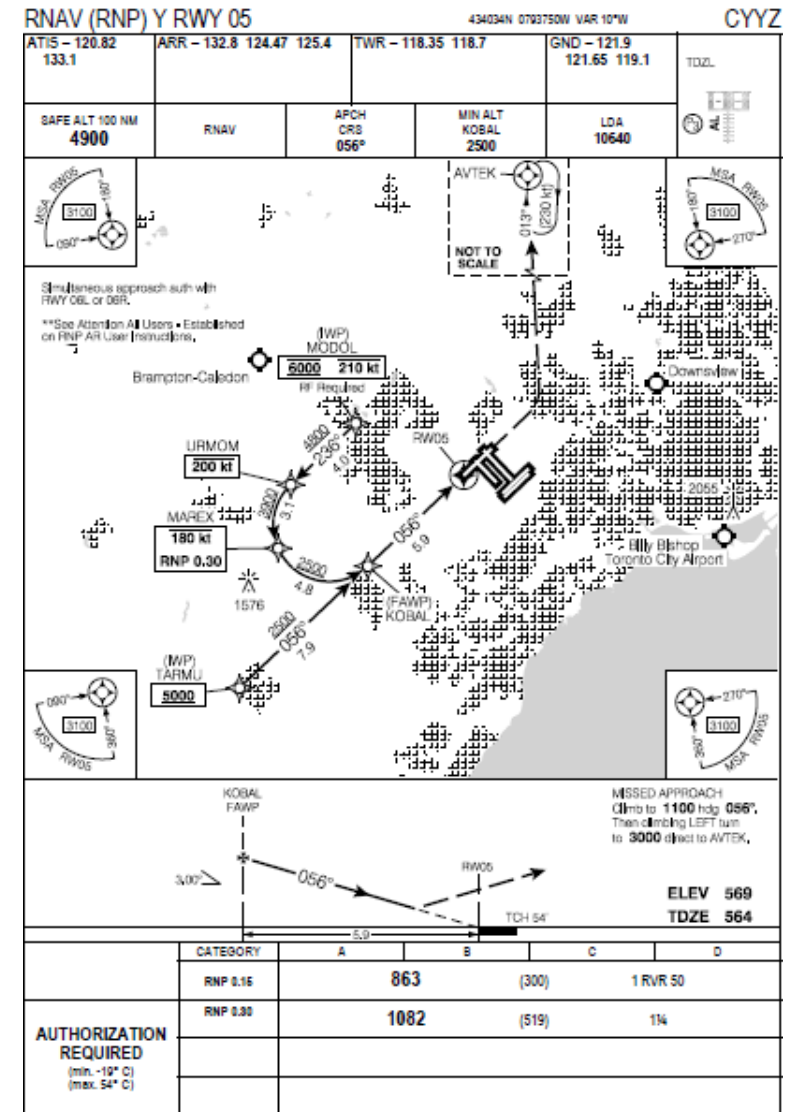 RNAV (RNP) Y RWY 05
434034N 0793750W VAR 10°W
CYYZ
ATIS – 120.82
133.1
ARR – 132.8 124.47 125.4
TWR – 118.35 118.7
GND – 121.9
121.65 119.1
TDZL
AL
SAFE ALT 100 NM
4900
RNAV
APCH
CRS
056°
MIN ALT
KOBAL
2500
LDA
10640
MSA RW05
180°
3100
090°
AVTEK
013°
(230 kt)
NOT TO
SCALE
MSA RW05
180°
3100
270°
Simultaneous approach auth with
RWY 06L or 06R.
**See Attention All Users • Established
on RNP AR User Instructions.
(IWP)
MODOL
6000 210 kt
RF Required
Brampton-Caledon
Downsview
4800
236°
4.0
URMOM
200 kt
RW05
3900
3.1
MAREX
180 kt
RNP 0.30
2055
056°
5.9
Billy Bishop
Toronto City Airport
2500
4.8
1576
(FAWP)
KOBAL
2500
056°
7.9
(IWP)
TARMU
5000
090°
3100
360°
MSA RW05
270°
3100
360°
MSA RW05
KOBAL
FAWP
MISSED APPROACH
Climb to 1100 hdg 056°.
Then climbing LEFT turn
to 3000 direct to AVTEK.
3.00°
056°
RW05
TCH 54'
5.9
ELEV 569
TDZE 564
CATEGORY A B C D
RNP 0.15 863 (300) 1 RVR 50
RNP 0.30 1082 (519) 1¼
AUTHORIZATION
REQUIRED
(min. -19° C)
(max. 54° C)